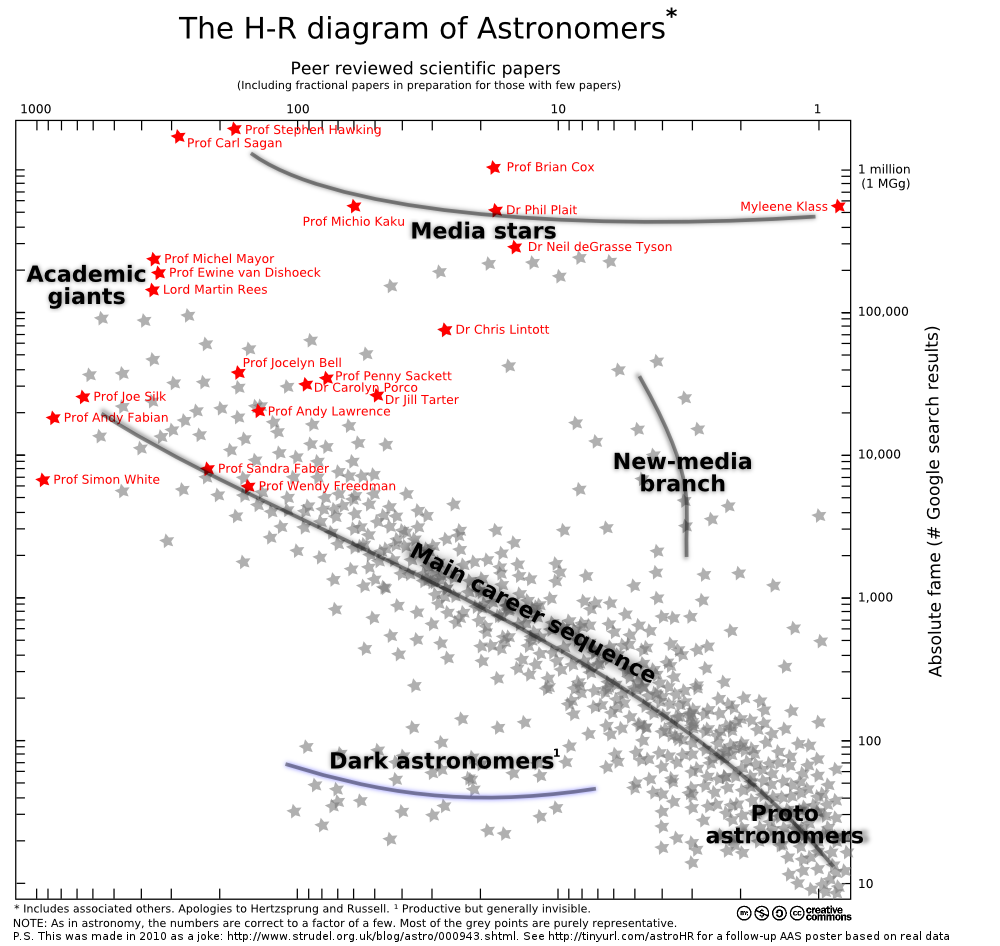 The H-R diagram of Astronomers*
Peer reviewed scientific papers
(Including fractional papers in preparation for those with few papers)
1000 100 10 1
Prof Stephen Hawking
Prof Carl Sagan
Prof Brian Cox
1 million
(1 MGg)
Myleene Klass
Dr Phil Plait
Prof Michio Kaku
Media stars
Dr Neil deGrasse Tyson
Prof Michel Mayor
Prof Ewine van Dishoeck
Lord Martin Rees
Academic
giants
100,000
Dr Chris Lintott
Prof Jocelyn Bell
Prof Penny Sackett
Dr Carolyn Porco
Dr Jill Tarter
Prof Joe Silk
Prof Andy Lawrence
Prof Andy Fabian
10,000
New-media
branch
Prof Sandra Faber
Prof Simon White
Prof Wendy Freedman
Absolute fame (# Google search results)
Main career sequence
1,000
100
Dark astronomers¹
Proto
astronomers
10
* Includes associated others. Apologies to Hertzsprung and Russell. ¹ Productive but generally invisible.
BY: $ cc creative commons
NOTE: As in astronomy, the numbers are correct to a factor of a few. Most of the grey points are purely representative.
P.S. This was made in 2010 as a joke: http://www.strudel.org.uk/blog/astro/000943.shtml. See http://tinyurl.com/astroHR for a follow-up AAS poster based on real data